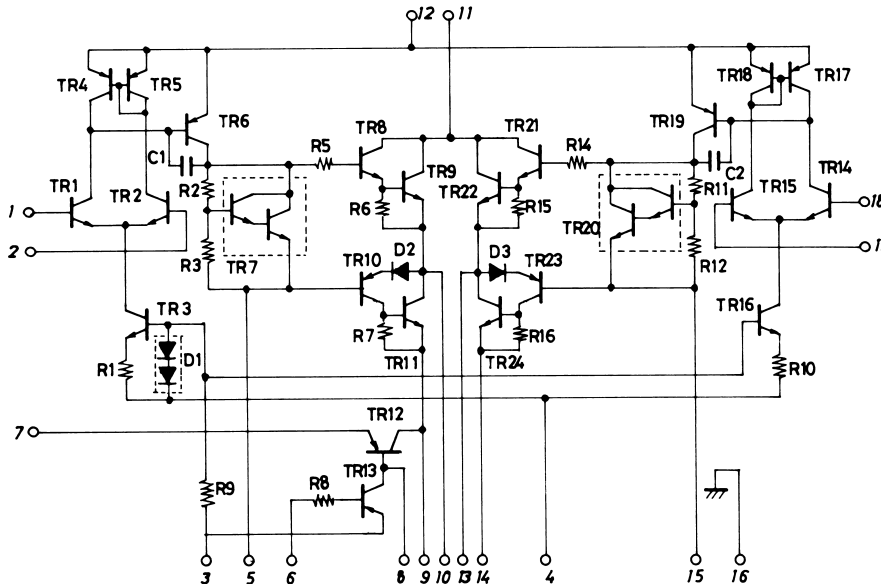 12 11
TR4 TR5 TR18 TR17
TR6 TR8 TR21 TR19
C1 R5 TR9 R14 C2
TR1 TR2 R2 R6 TR22 R15 R11 TR15 TR14
1 18
2 1
R3 TR7 TR10 D2 D3 TR23 TR20 R12
TR3 R7 R16 TR16
R1 D1 TR11 TR24 R10
7 TR12
R9 R8 TR13
3 5 6 8 9 10 13 14 4 15 16